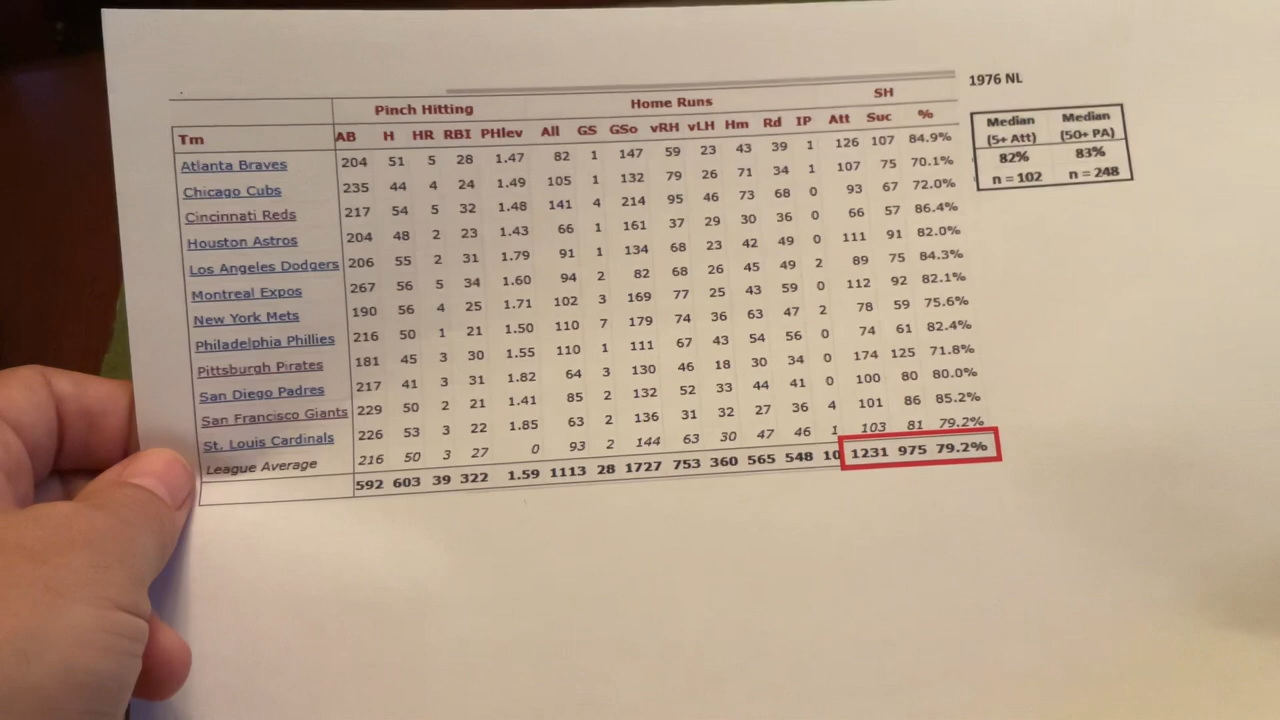 1976 NL
Pinch Hitting Home Runs SH
Tm AB H HR RBI PHlev All GS GSo vRH vLH Hm Rd IP Att Suc %
Atlanta Braves 204 51 5 28 1.47 82 1 147 59 23 43 39 1 126 107 84.9%
Chicago Cubs 235 44 4 24 1.49 105 1 132 79 26 71 34 1 107 75 70.1%
Cincinnati Reds 217 54 5 32 1.48 141 4 214 95 46 73 68 0 93 67 72.0%
Houston Astros 204 48 2 23 1.43 66 1 161 37 29 30 36 0 66 57 86.4%
Los Angeles Dodgers 206 55 2 31 1.79 91 1 134 68 23 42 49 0 111 91 82.0%
Montreal Expos 267 56 5 34 1.60 94 2 82 68 26 45 49 2 89 75 84.3%
New York Mets 190 56 4 25 1.71 102 3 169 77 25 43 59 0 112 92 82.1%
Philadelphia Phillies 216 50 1 21 1.50 110 7 179 74 36 63 47 2 78 59 75.6%
Pittsburgh Pirates 181 45 3 30 1.55 110 1 111 67 43 54 56 0 74 61 82.4%
San Diego Padres 217 41 3 31 1.82 64 3 130 46 18 30 34 0 174 125 71.8%
San Francisco Giants 229 50 2 21 1.41 85 2 132 52 33 44 41 0 100 80 80.0%
St. Louis Cardinals 226 53 3 22 1.85 63 2 136 31 32 27 36 4 101 86 85.2%
League Average 216 50 3 27 0 93 2 144 63 30 47 46 1 103 81 79.2%
592 603 39 322 1.59 1113 28 1727 753 360 565 548 10 1231 975 79.2%
Median Median
(5+ Att) (50+ PA)
82% 83%
n = 102 n = 248